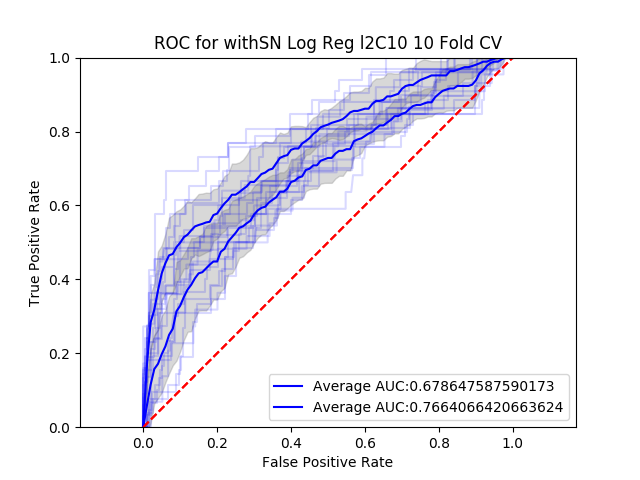 ROC for withSN Log Reg l2C10 10 Fold CV
True Positive Rate
1.0
0.8
0.6
0.4
0.2
0.0
Average AUC:0.678647587590173
Average AUC:0.7664066420663624
0.0 0.2 0.4 0.6 0.8 1.0
False Positive Rate